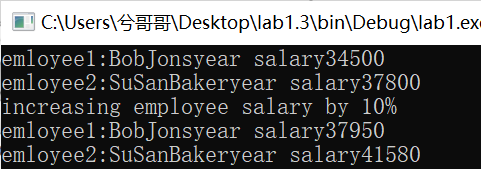 C:\Users\兮哥哥\Desktop\lab1.3\bin\Debug\lab1.exe
emloyee1:BobJonsyear salary34500
emloyee2:SuSanBakeryear salary37800
increasing employee salary by 10%
emloyee1:BobJonsyear salary37950
emloyee2:SuSanBakeryear salary41580